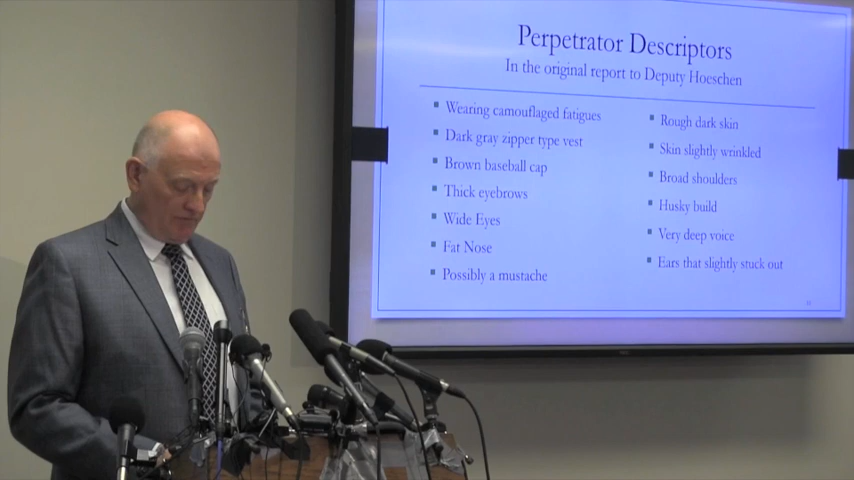 Perpetrator Descriptors
In the original report to Deputy Hoeschen
Wearing camouflaged fatigues
Dark gray zipper type vest
Brown baseball cap
Thick eyebrows
Wide Eyes
Fat Nose
Possibly a mustache
Rough dark skin
Skin slightly wrinkled
Broad shoulders
Husky build
Very deep voice
Ears that slightly stuck out